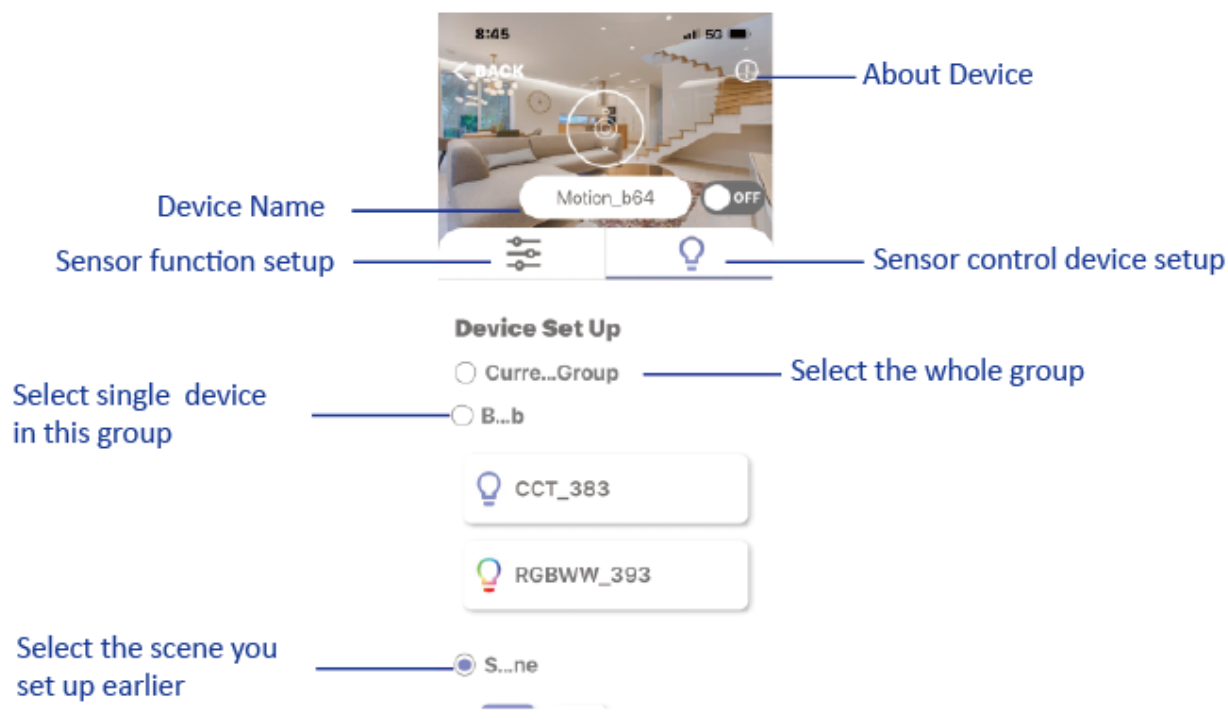 8:45
5G
BACK
About Device
Device Name
Motion_b64
OFF
Sensor function setup
Sensor control device setup
Device Set Up
Curre...Group
Select the whole group
Select single device
in this group
B...b
CCT_383
RGBWW_393
Select the scene you
set up earlier
S...ne